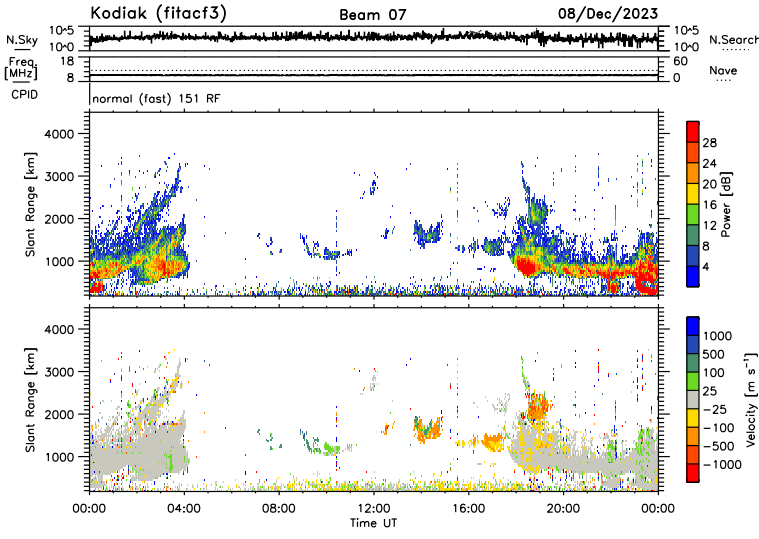 Kodiak (fitacf3) Beam 07 08/Dec/2023
N.Sky 10^5 10^0 10^5 10^0 N.Search
Freq. [MHz] 18 8 60 0 Nave
CPID normal (fast) 151 RF
Slant Range [km]
4000
3000
2000
1000
28
24
20
16
12
8
4
Power [dB]
Slant Range [km]
4000
3000
2000
1000
1000
500
100
25
−25
−100
−500
−1000
Velocity [m s⁻¹]
00:00 04:00 08:00 12:00 16:00 20:00 00:00
Time UT